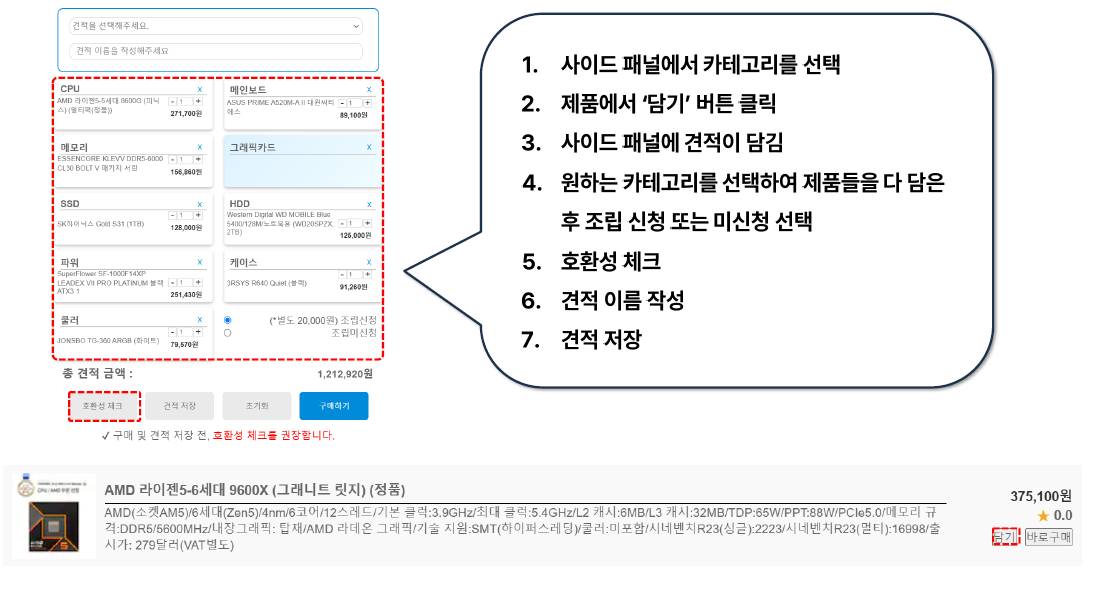 견적을 선택해주세요.
견적 이름을 작성해주세요
CPU X
AMD 라이젠5-5세대 8600G (피닉스) (멀티팩(정품))
- 1 +
271,700원
메인보드 X
ASUS PRIME A520M-A II 대원씨티에스
- 1 +
89,100원
메모리 X
ESSENCORE KLEVV DDR5-6000
CL30 BOLT V 패키지 서린
- 1 +
156,860원
그래픽카드 X
SSD X
SK하이닉스 Gold S31 (1TB)
- 1 +
128,000원
HDD X
Western Digital WD MOBILE Blue
5400/128M/노트북용 (WD20SPZX,
2TB)
- 1 +
125,000원
파워 X
SuperFlower SF-1000F14XP
LEADEX VII PRO PLATINUM 블랙
ATX3.1
- 1 +
251,430원
케이스 X
3RSYS R640 Quiet (블랙)
- 1 +
91,260원
쿨러 X
JONSBO TG-360 ARGB (화이트)
- 1 +
79,570원
(*별도 20,000원) 조립신청
조립미신청
총 견적 금액 :
1,212,920원
호환성 체크
견적 저장
초기화
구매하기
✓ 구매 및 견적 저장 전, 호환성 체크를 권장합니다.
1. 사이드 패널에서 카테고리를 선택
2. 제품에서 ‘담기’ 버튼 클릭
3. 사이드 패널에 견적이 담김
4. 원하는 카테고리를 선택하여 제품들을 다 담은
후 조립 신청 또는 미신청 선택
5. 호환성 체크
6. 견적 이름 작성
7. 견적 저장
AMD 라이젠5-6세대 9600X (그래니트 릿지) (정품)
AMD(소켓AM5)/6세대(Zen5)/4nm/6코어/12스레드/기본 클럭:3.9GHz/최대 클럭:5.4GHz/L2 캐시:6MB/L3 캐시:32MB/TDP:65W/PPT:88W/PCIe5.0/메모리 규
격:DDR5/5600MHz/내장그래픽: 탑재/AMD 라데온 그래픽/기술 지원:SMT(하이퍼스레딩)/쿨러:미포함/시네벤치R23(싱글):2223/시네벤치R23(멀티):16998/출
시가: 279달러(VAT별도)
375,100원
★ 0.0
담기
바로구매